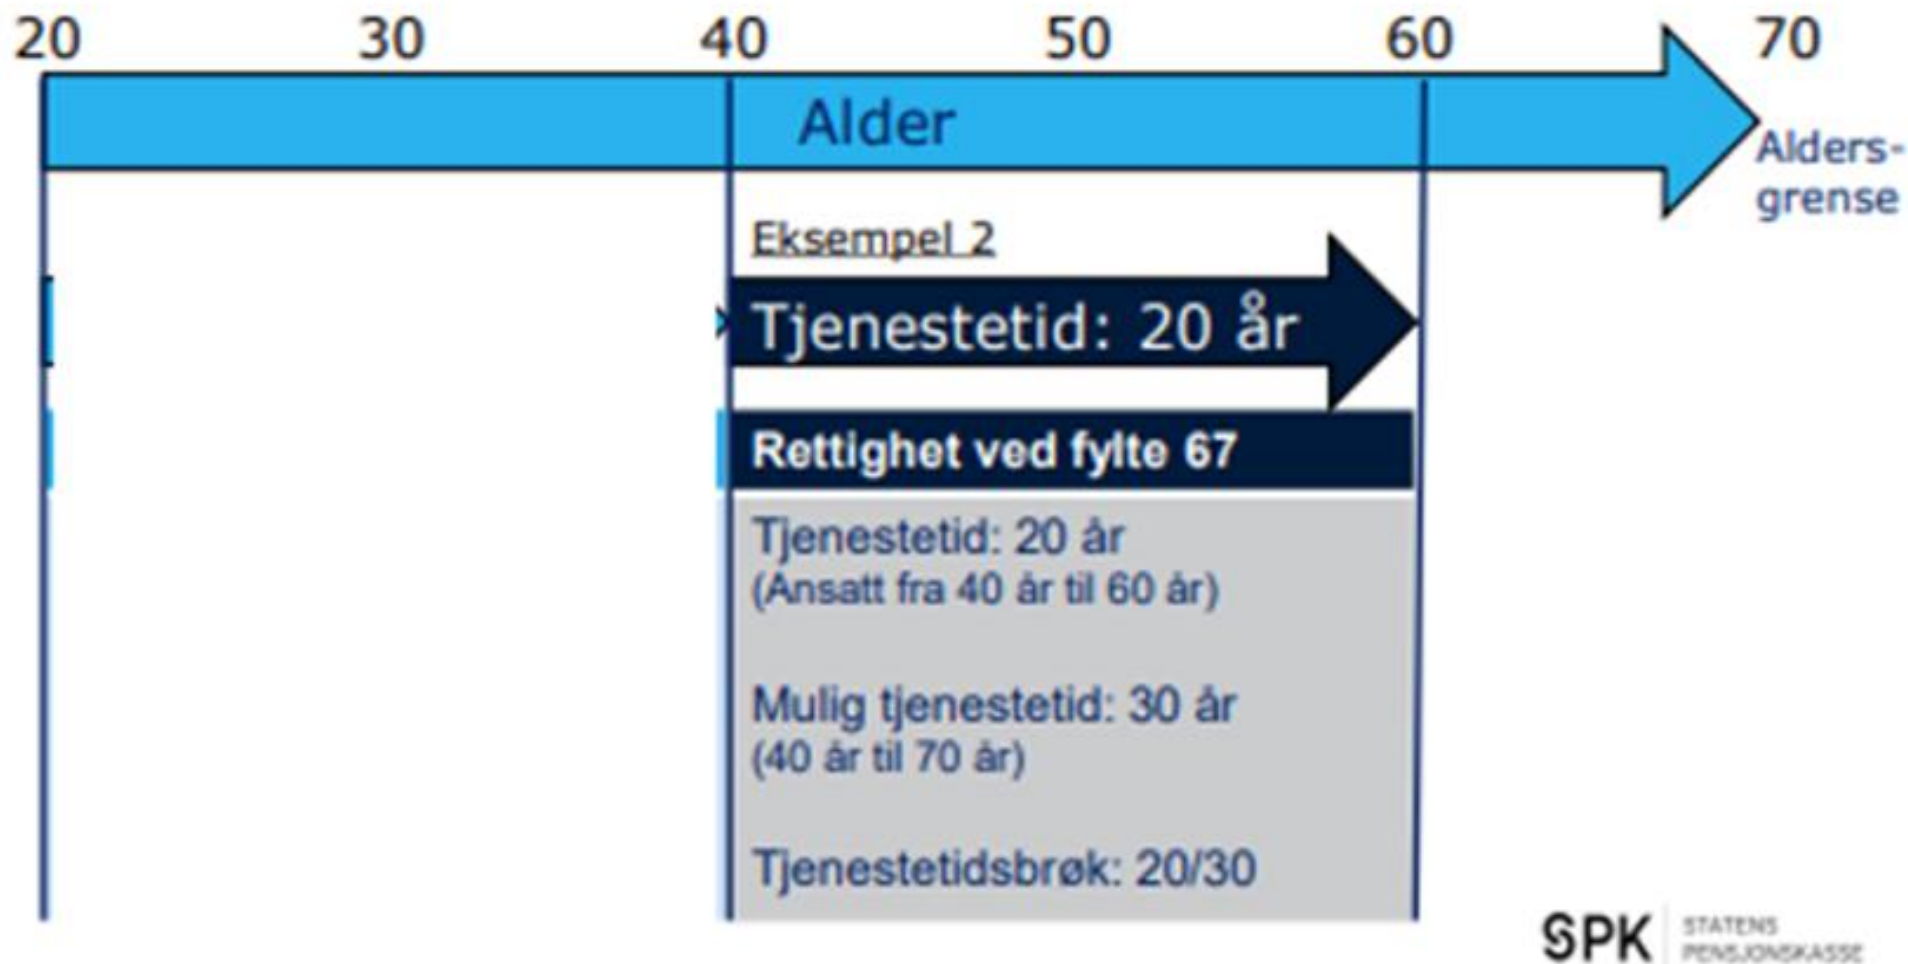 20 30 40 50 60 70
Alder
Alders-
grense
Eksempel 2
Tjenestetid: 20 år
Rettighet ved fylte 67
Tjenestetid: 20 år
(Ansatt fra 40 år til 60 år)
Mulig tjenestetid: 30 år
(40 år til 70 år)
Tjenestetidsbrøk: 20/30
SPK
STATENS
PENSJONSKASSE